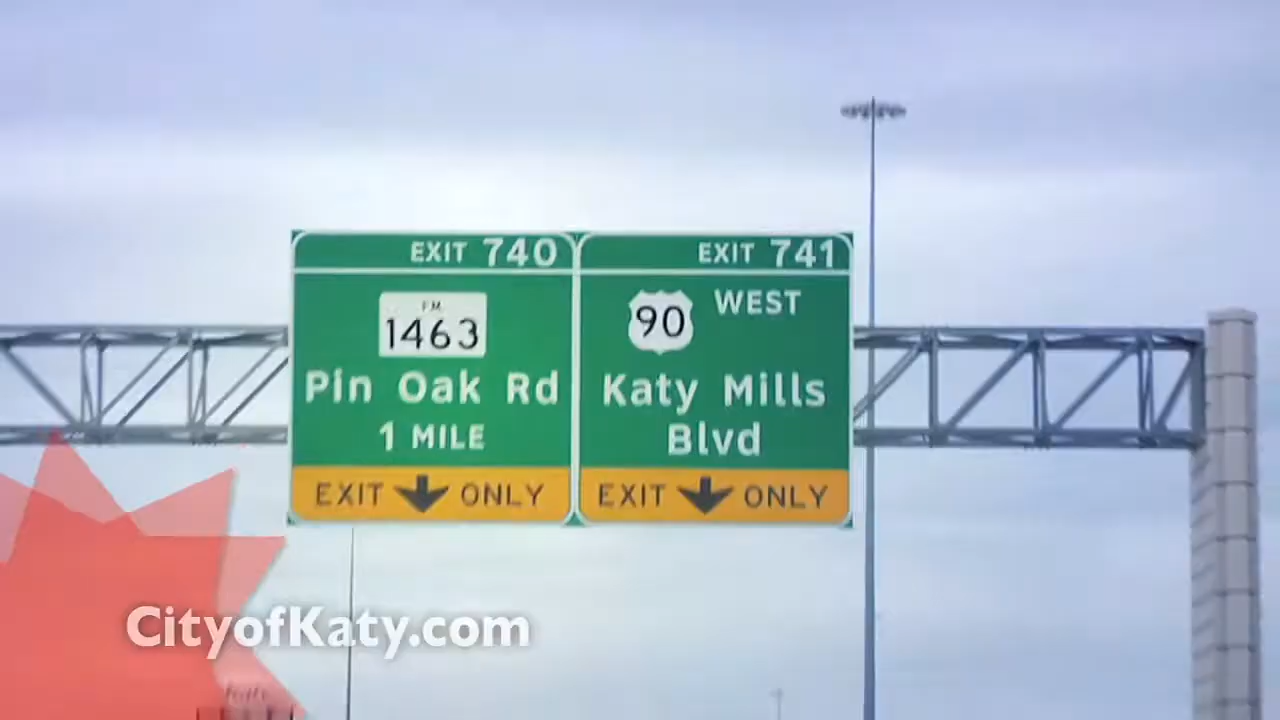 EXIT 740
FM
1463
Pin Oak Rd
1 MILE
EXIT ONLY
EXIT 741
90 WEST
Katy Mills
Blvd
EXIT ONLY
CityofKaty.com